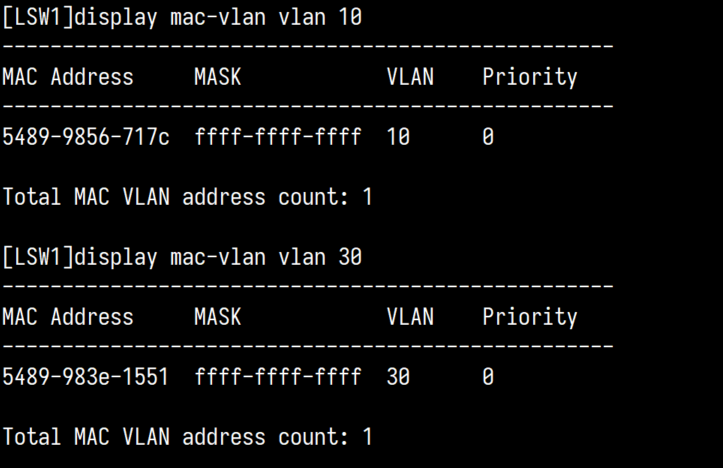 [LSW1]display mac-vlan vlan 10
---------------------------------------------------
MAC Address     MASK            VLAN    Priority
---------------------------------------------------
5489-9856-717c  ffff-ffff-ffff  10      0
Total MAC VLAN address count: 1
[LSW1]display mac-vlan vlan 30
---------------------------------------------------
MAC Address     MASK            VLAN    Priority
---------------------------------------------------
5489-983e-1551  ffff-ffff-ffff  30      0
Total MAC VLAN address count: 1